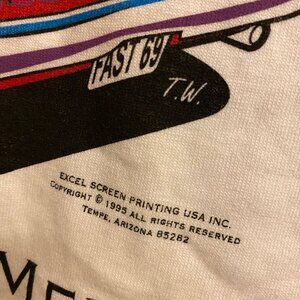 FAST 69
T.W.
EXCEL SCREEN PRINTING USA INC.
COPYRIGHT © 1995 ALL RIGHTS RESERVED
TEMPE, ARIZONA 85282